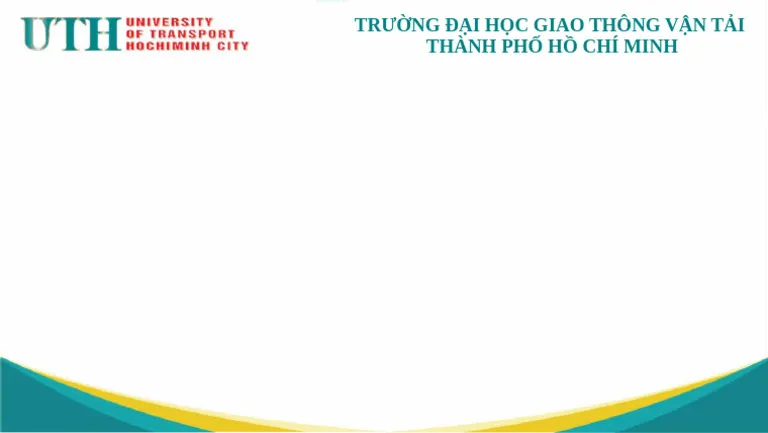 UTH
UNIVERSITY
OF TRANSPORT
HOCHIMINH CITY
TRƯỜNG ĐẠI HỌC GIAO THÔNG VẬN TẢI
THÀNH PHỐ HỒ CHÍ MINH